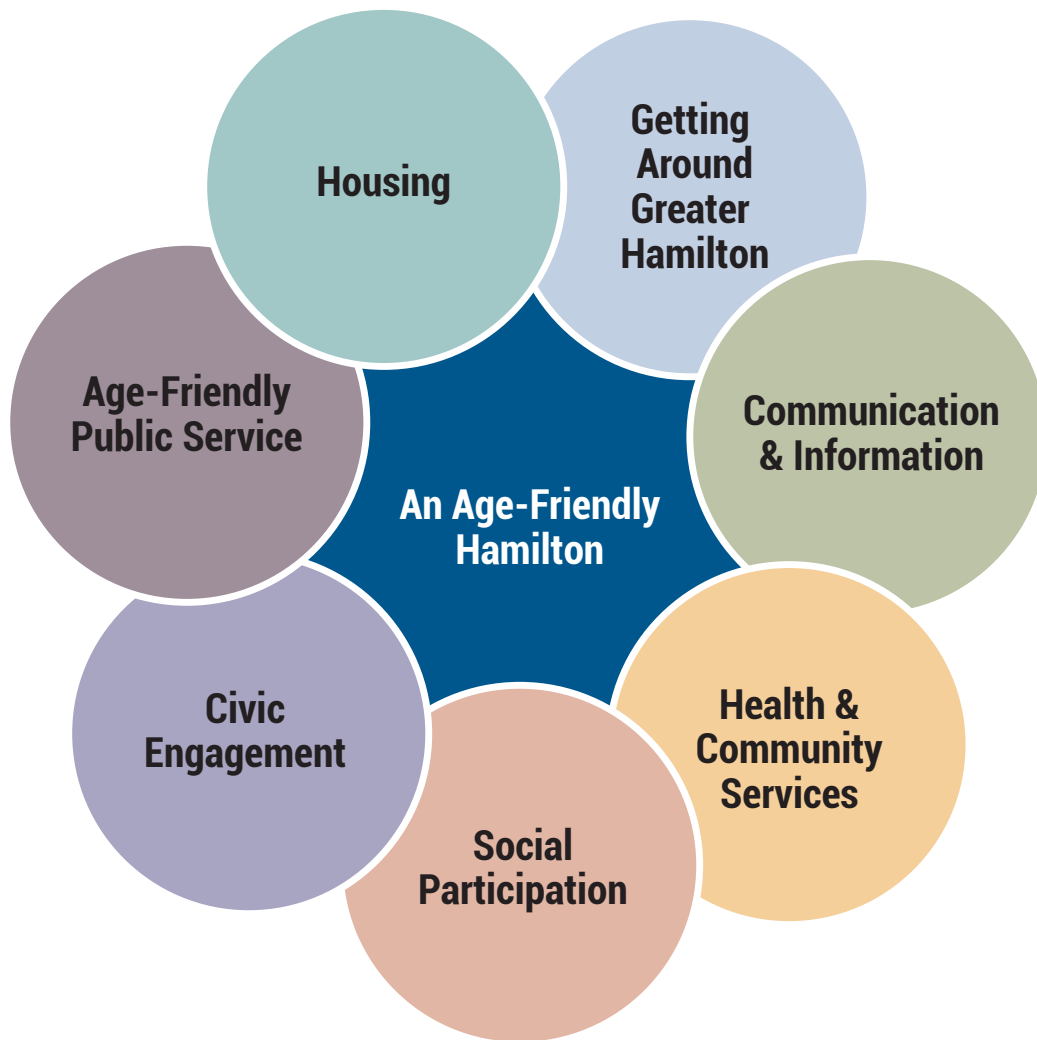 Housing
Getting
Around
Greater
Hamilton
Communication
& Information
Health &
Community
Services
Social
Participation
Civic
Engagement
Age-Friendly
Public Service
An Age-Friendly
Hamilton